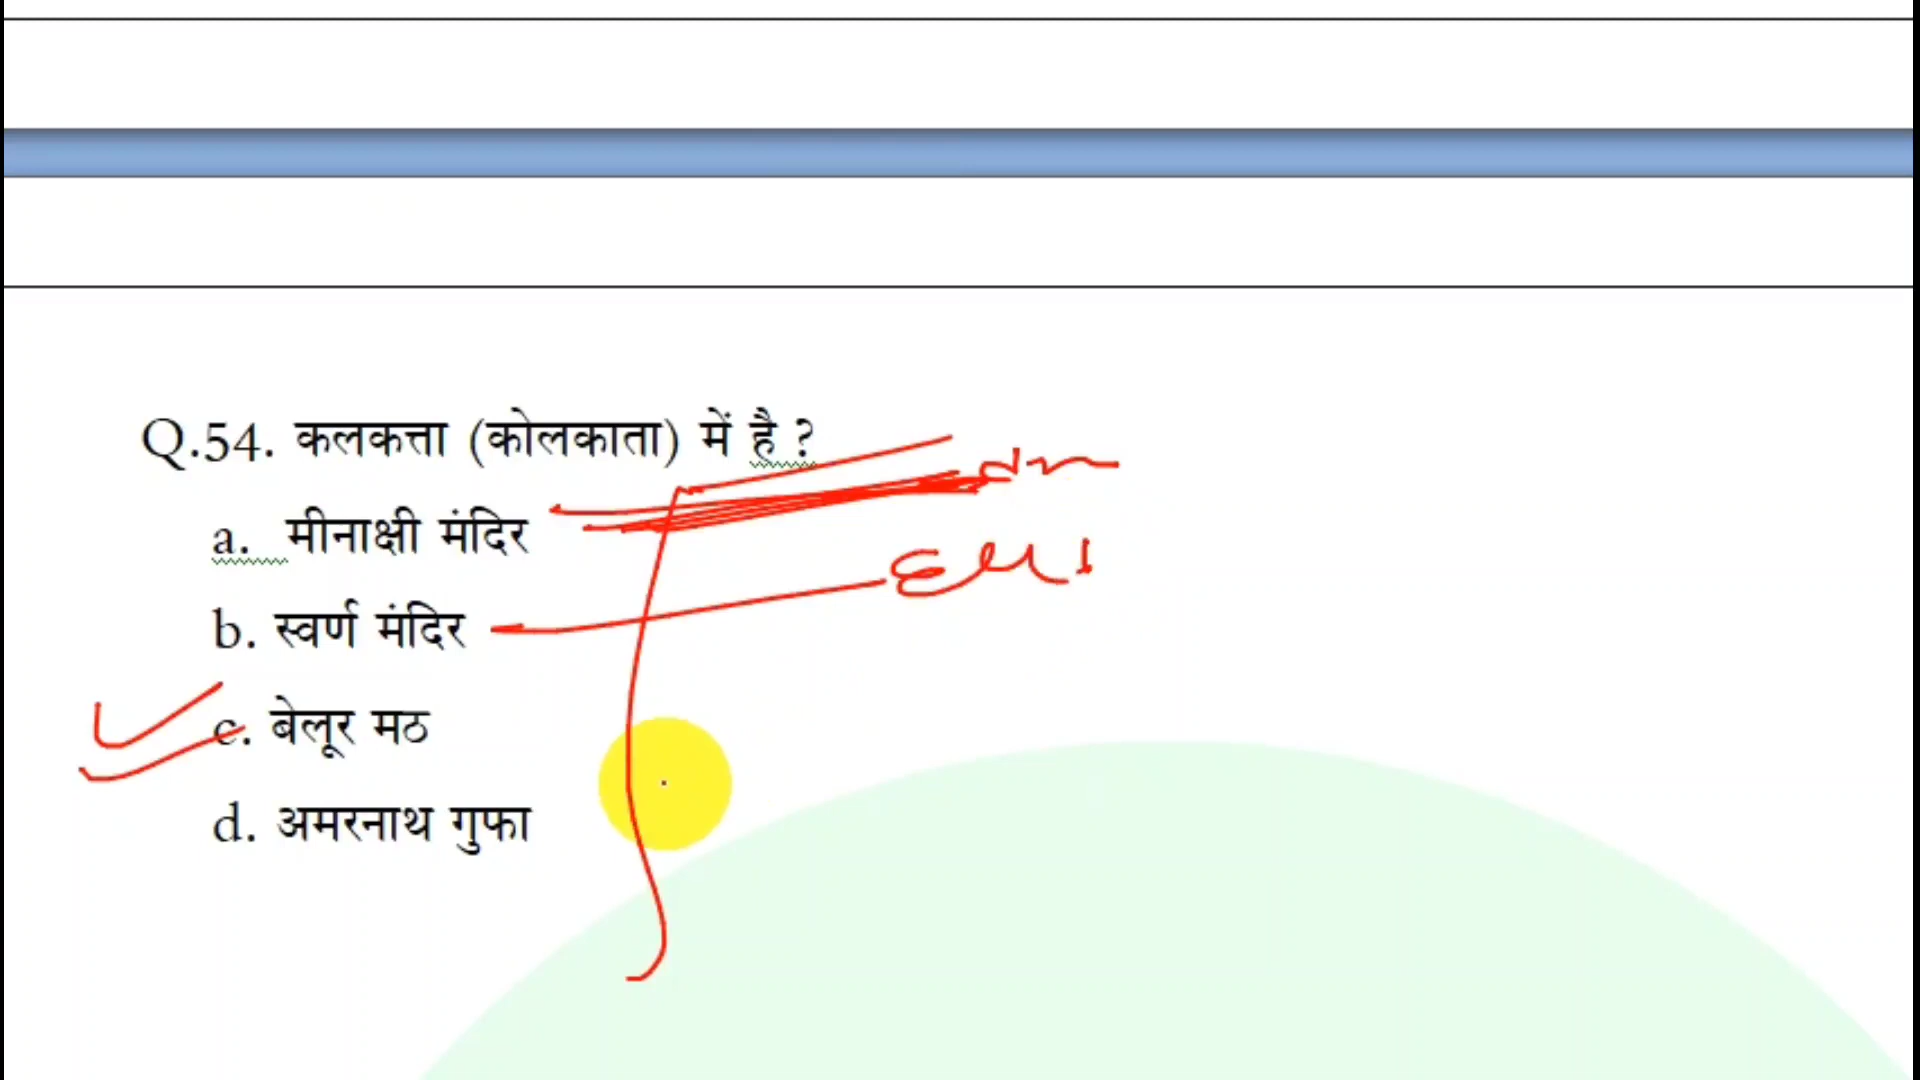 Q.54. कलकत्ता (कोलकाता) में है ?
a. मीनाक्षी मंदिर
b. स्वर्ण मंदिर
c. बेलूर मठ
d. अमरनाथ गुफा